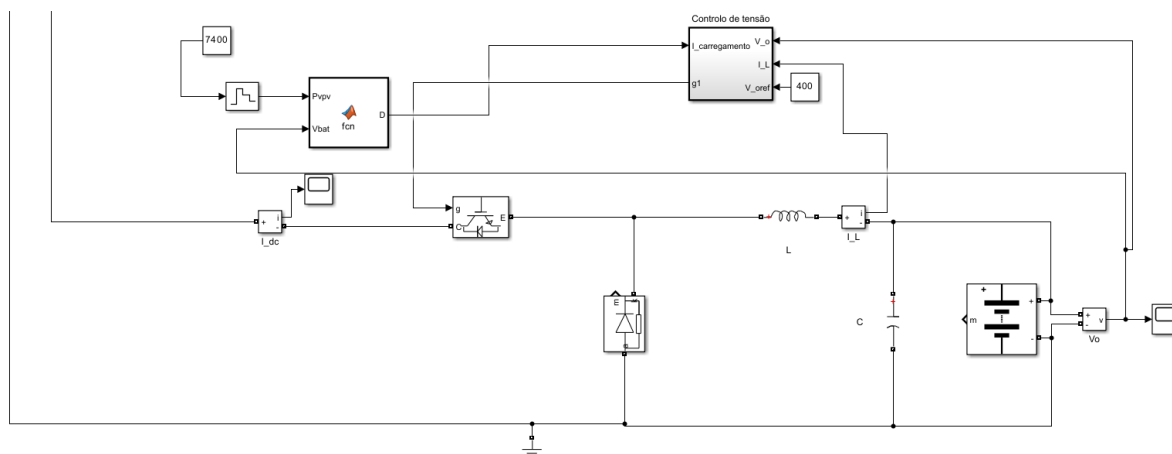 Controlo de tensão
7400
I_carregamento
V_o
I_L
g1
V_oref
400
Pvpv
Vbat
D
fcn
i
+
-
I_dc
g
C
E
+
i
+
-
I_L
L
E
C
+
+
m
+
-
+
-
v
Vo